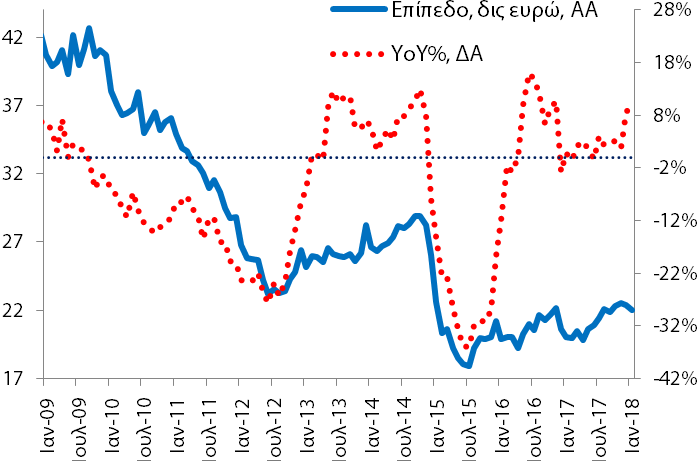 Επίπεδο, δις ευρώ, ΑΑ
YoY%, ΔΑ
42
37
32
27
22
17
28%
18%
8%
-2%
-12%
-22%
-32%
-42%
Ιαν-09
Ιουλ-09
Ιαν-10
Ιουλ-10
Ιαν-11
Ιουλ-11
Ιαν-12
Ιουλ-12
Ιαν-13
Ιουλ-13
Ιαν-14
Ιουλ-14
Ιαν-15
Ιουλ-15
Ιαν-16
Ιουλ-16
Ιαν-17
Ιουλ-17
Ιαν-18